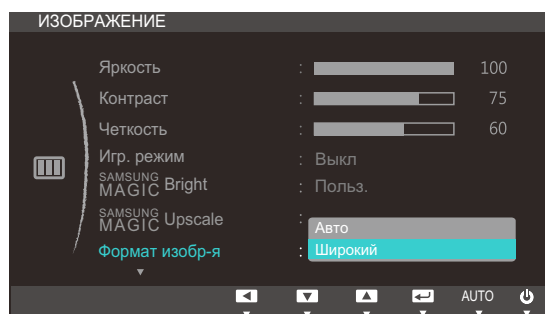 ИЗОБРАЖЕНИЕ
Яркость : 100
Контраст : 75
Четкость : 60
Игр. режим : Выкл
SAMSUNG MAGIC Bright : Польз.
SAMSUNG MAGIC Upscale :
Авто
Формат изобр-я : Широкий
AUTO